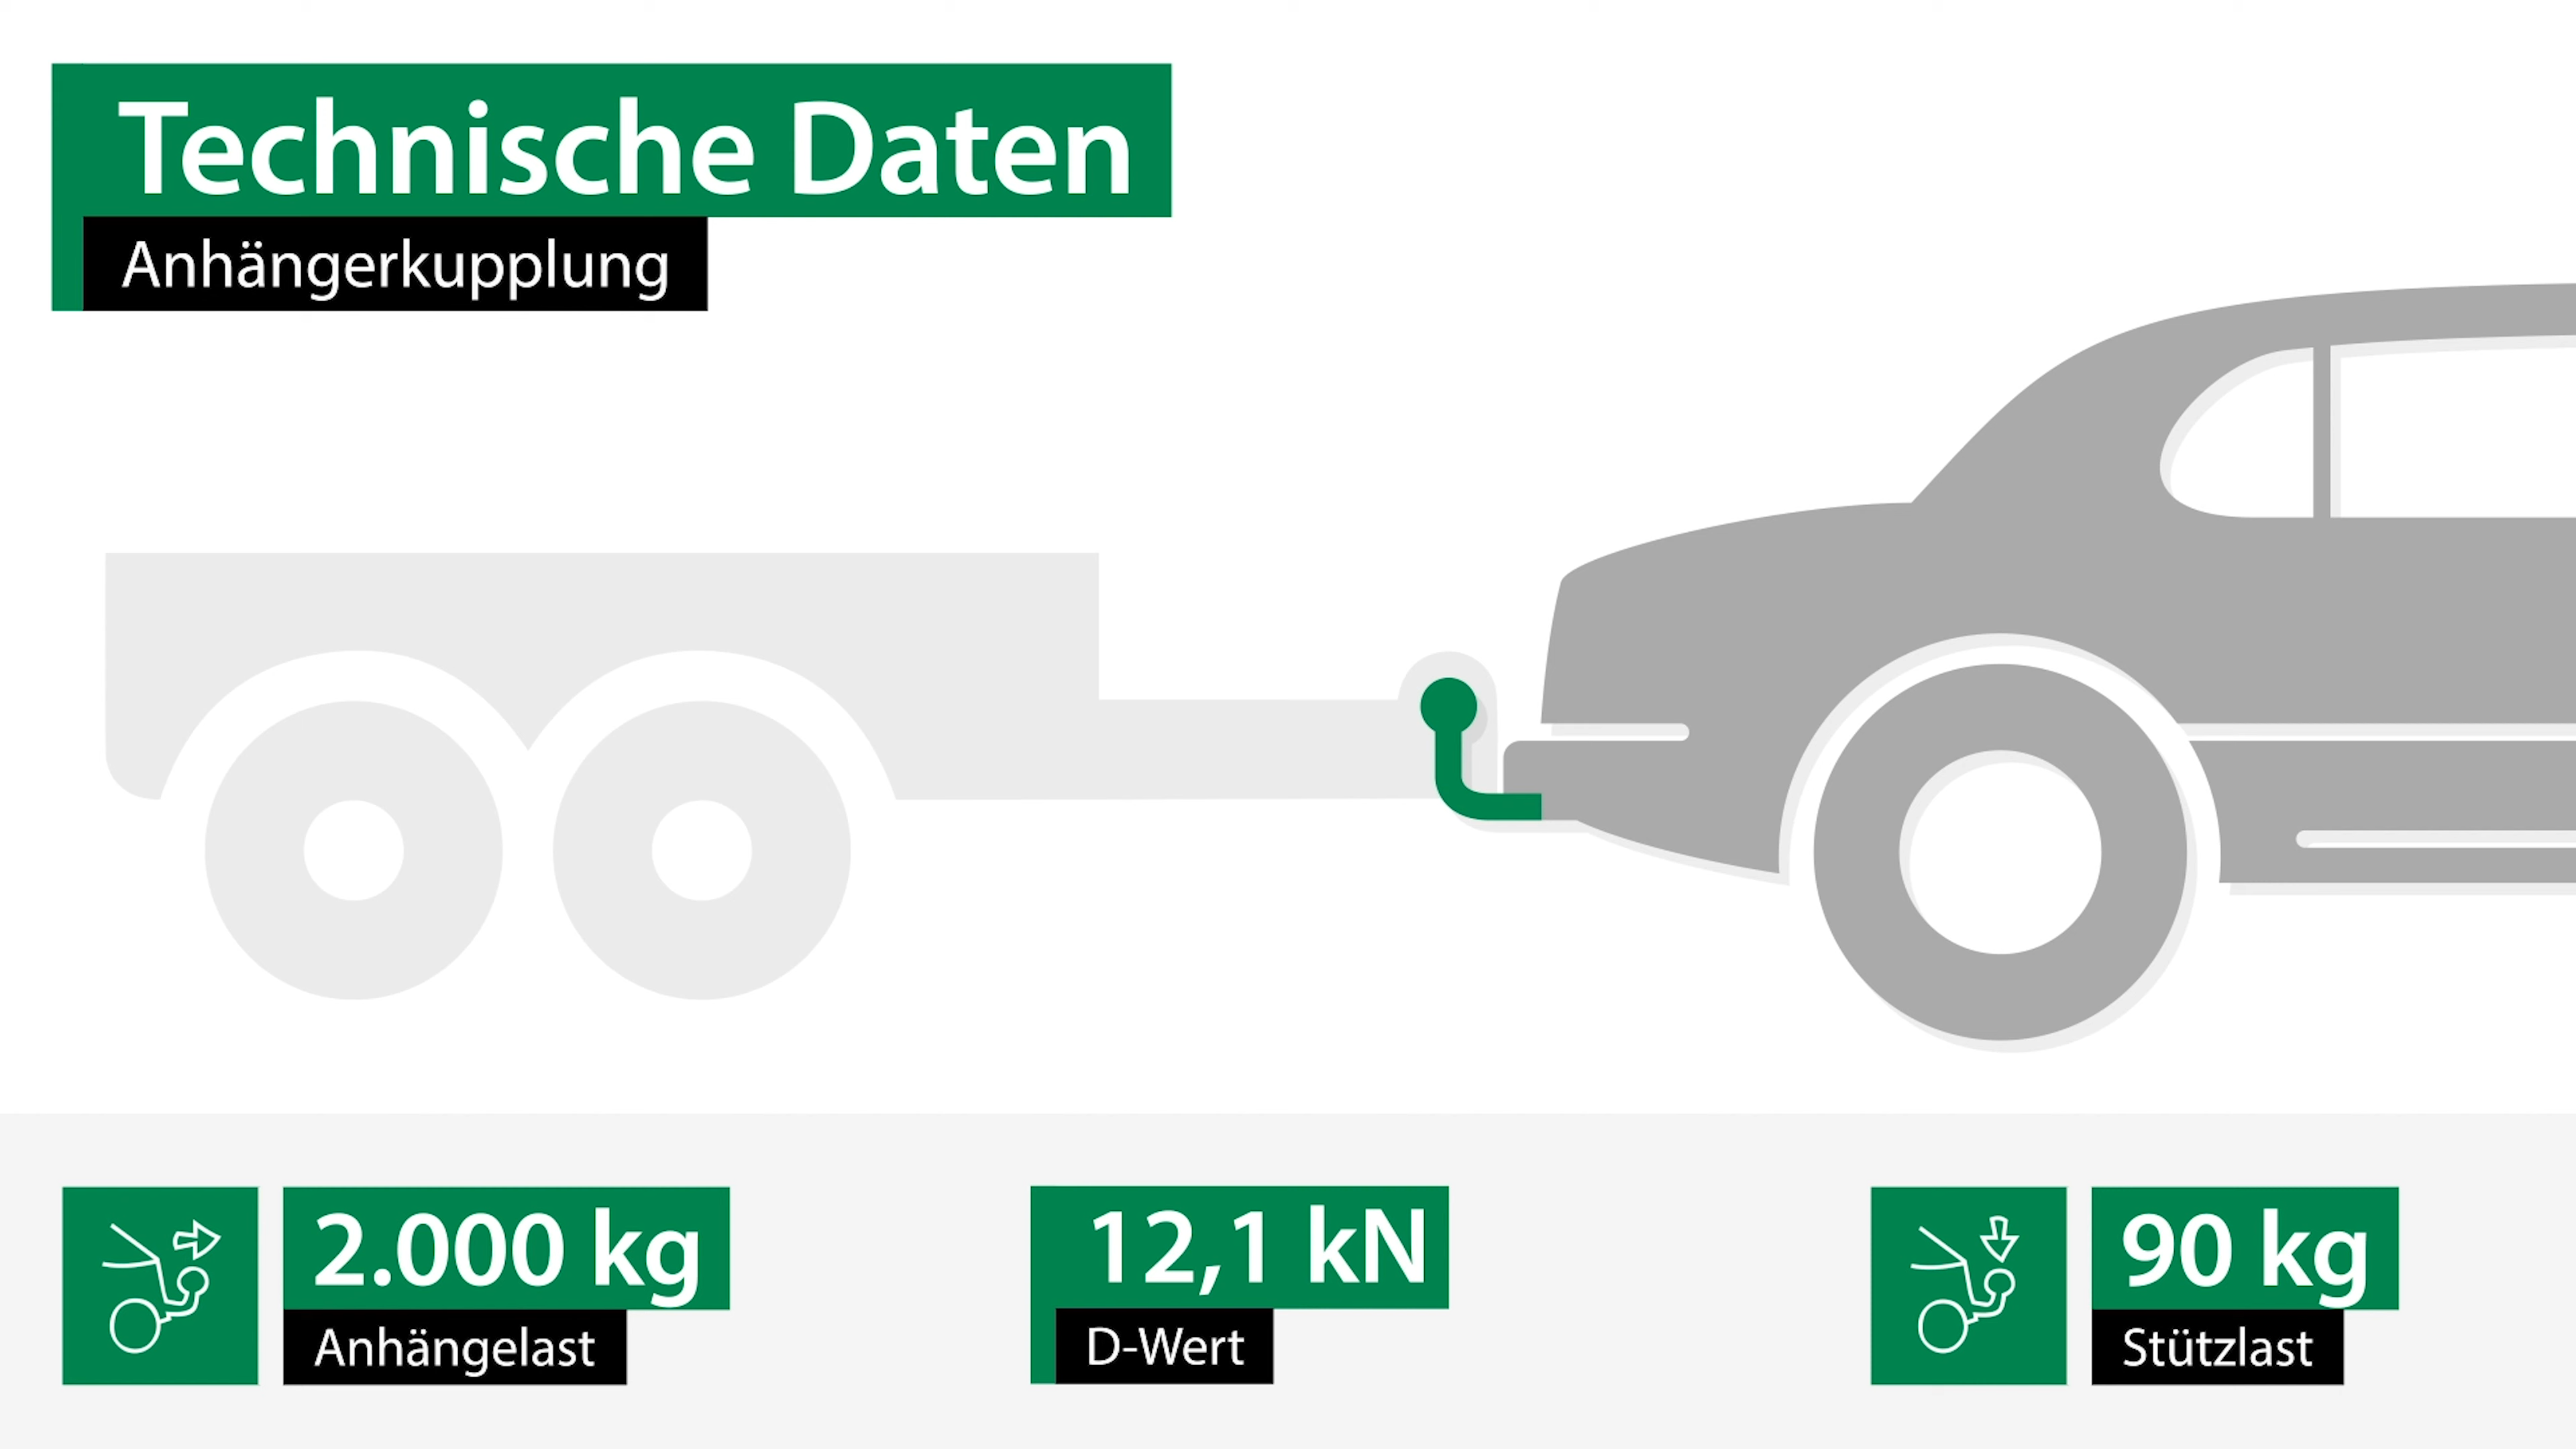 Technische Daten
Anhängerkupplung
2.000 kg
Anhängelast
12,1 kN
D-Wert
90 kg
Stützlast